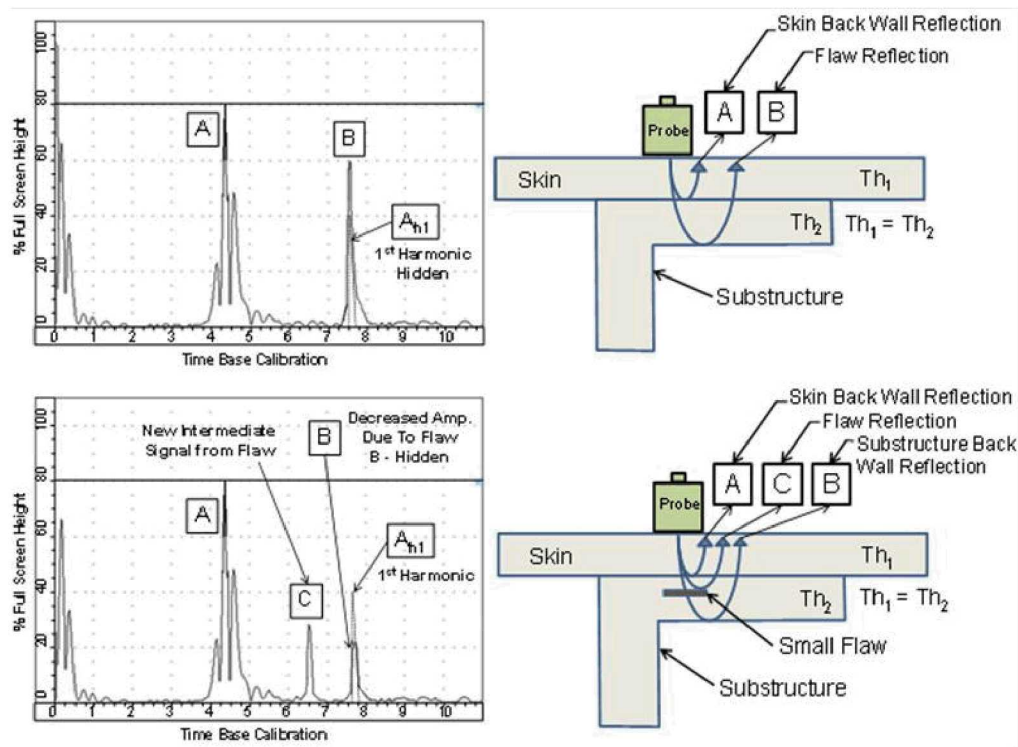 % Full Screen Height
100
80
60
40
20
0
A
B
A_h1
1st Harmonic
Hidden
0 1 2 3 4 5 6 7 8 9 10
Time Base Calibration
Skin Back Wall Reflection
Flaw Reflection
A
B
Probe
Skin
Th1
Th2
Th1 = Th2
Substructure
% Full Screen Height
100
80
60
40
20
0
New Intermediate
Signal from Flaw
B
Decreased Amp.
Due To Flaw
B - Hidden
A
A_h1
1st Harmonic
C
0 1 2 3 4 5 6 7 8 9 10
Time Base Calibration
Skin Back Wall Reflection
Flaw Reflection
Substructure Back
Wall Reflection
A
C
B
Probe
Skin
Th1
Th2
Th1 = Th2
Small Flaw
Substructure